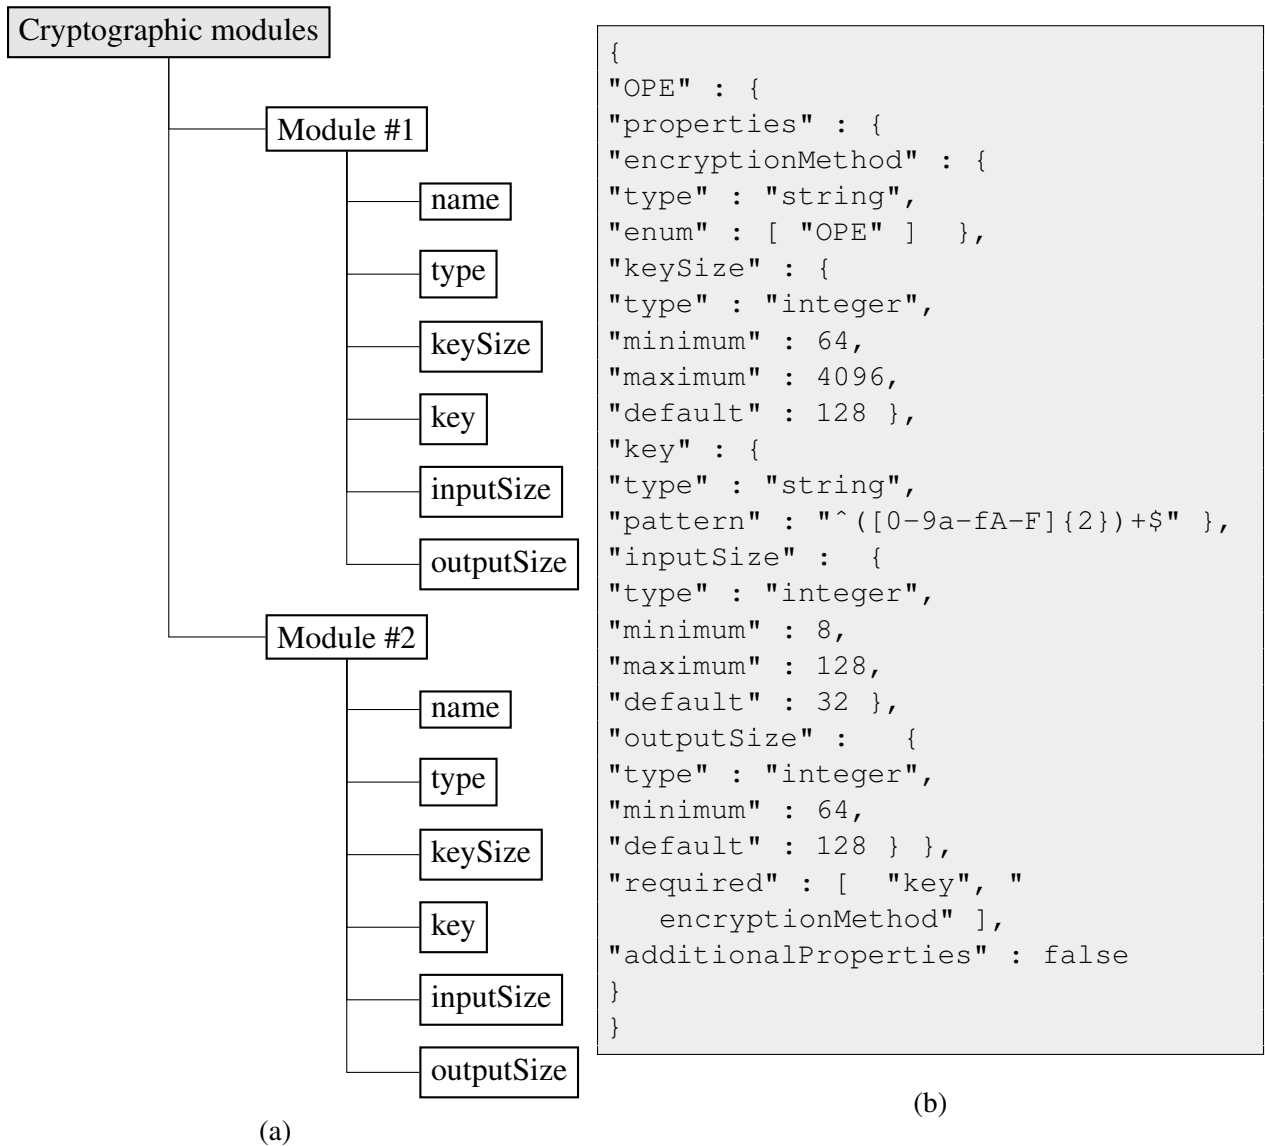 Cryptographic modules
Module #1
name
type
keySize
key
inputSize
outputSize
Module #2
name
type
keySize
key
inputSize
outputSize
(a)
{
"OPE" : {
"properties" : {
"encryptionMethod" : {
"type" : "string",
"enum" : [ "OPE" ]  },
"keySize" : {
"type" : "integer",
"minimum" : 64,
"maximum" : 4096,
"default" : 128 },
"key" : {
"type" : "string",
"pattern" : "^([0-9a-fA-F]{2})+$" },
"inputSize" :  {
"type" : "integer",
"minimum" : 8,
"maximum" : 128,
"default" : 32 },
"outputSize" :   {
"type" : "integer",
"minimum" : 64,
"default" : 128 } },
"required" : [  "key", "
encryptionMethod" ],
"additionalProperties" : false
}
}
(b)